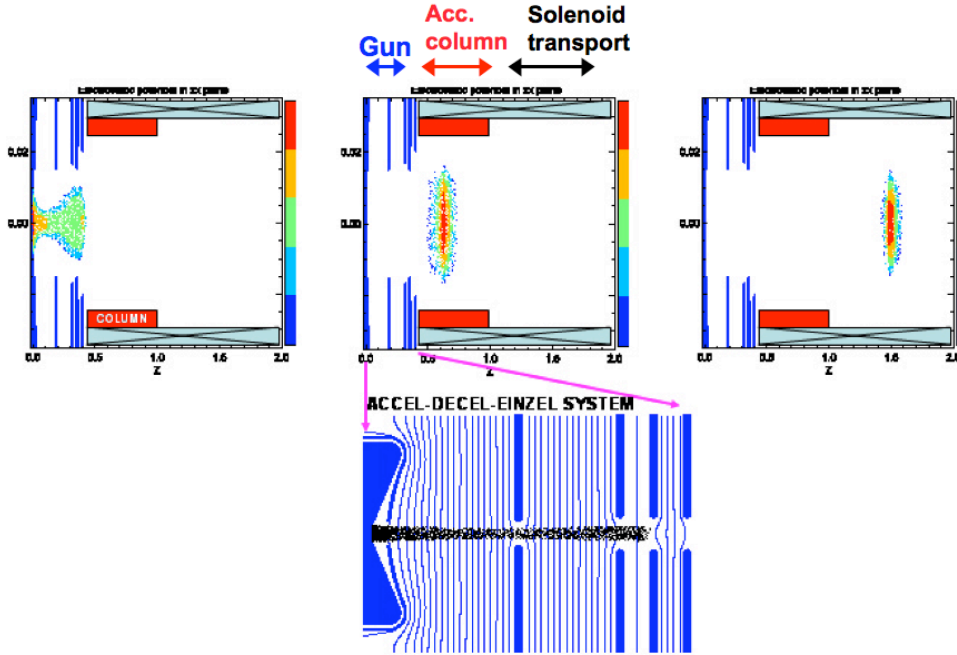 Gun
Acc.
column
Solenoid
transport
Electrostatic potential in zx plane
Electrostatic potential in zx plane
Electrostatic potential in zx plane
0.02
0.00
COLUMN
0.0 0.5 1.0 1.5 2.0
Z
0.02
0.00
0.0 0.5 1.0 1.5 2.0
Z
0.02
0.00
0.0 0.5 1.0 1.5 2.0
Z
ACCEL-DECEL-EINZEL SYSTEM